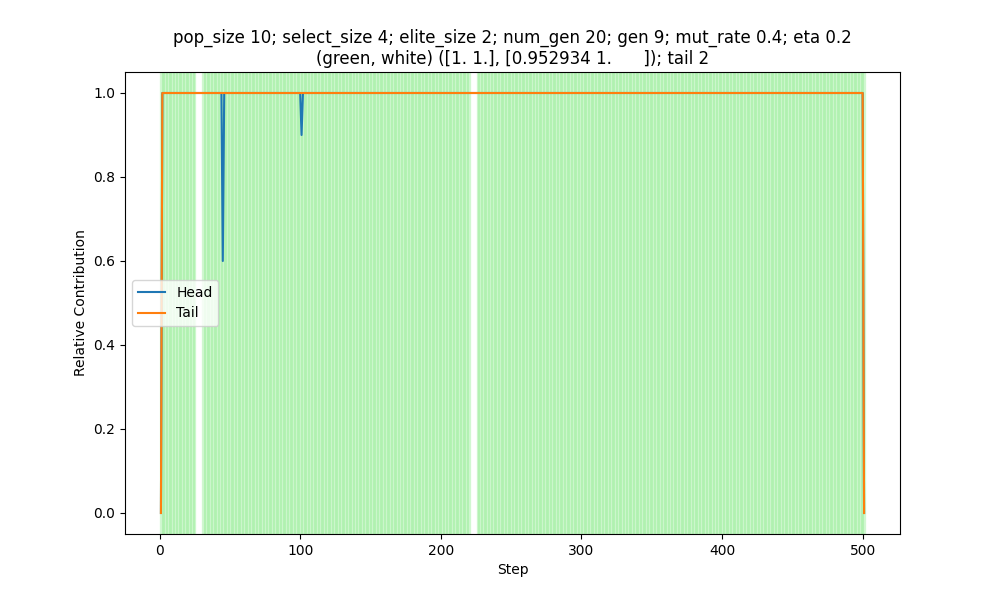 pop_size 10; select_size 4; elite_size 2; num_gen 20; gen 9; mut_rate 0.4; eta 0.2
(green, white) ([1. 1.], [0.952934 1.      ]); tail 2
1.0
0.8
0.6
0.4
0.2
0.0
Relative Contribution
Head
Tail
0 100 200 300 400 500
Step